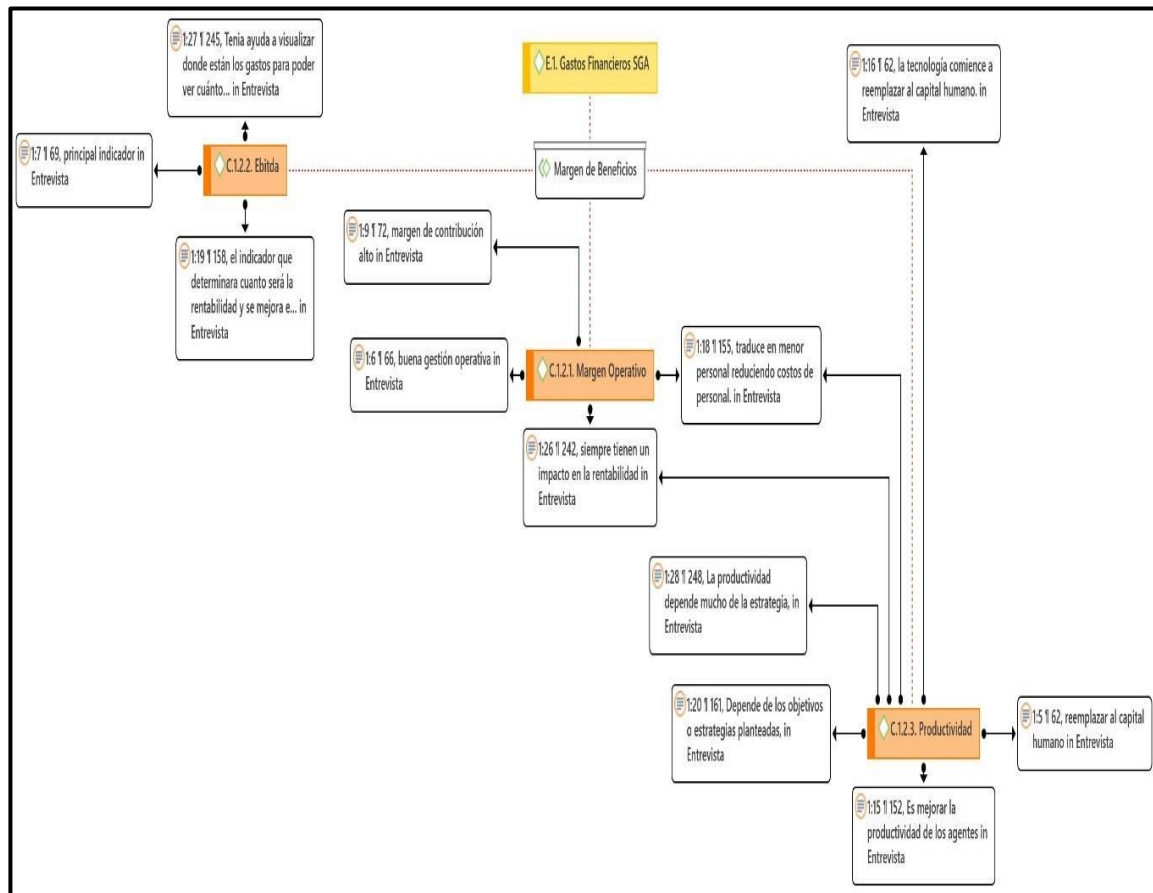 1:27 ¶ 245, Tenia ayuda a visualizar
donde están los gastos para poder
ver cuánto... in Entrevista
E.1. Gastos Financieros SGA
1:16 ¶ 62, la tecnología comience a
reemplazar al capital humano. in
Entrevista
1:7 ¶ 69, principal indicador in
Entrevista
C.1.2.2. Ebitda
Margen de Beneficios
1:9 ¶ 72, margen de contribución
alto in Entrevista
1:19 ¶ 158, el indicador que
determinara cuanto será la
rentabilidad y se mejora e... in
Entrevista
1:6 ¶ 66, buena gestión operativa in
Entrevista
C.1.2.1. Margen Operativo
1:18 ¶ 155, traduce en menor
personal reduciendo costos de
personal. in Entrevista
1:26 ¶ 242, siempre tienen un
impacto en la rentabilidad in
Entrevista
1:28 ¶ 248, La productividad
depende mucho de la estrategia, in
Entrevista
1:20 ¶ 161, Depende de los objetivos
o estrategias planteadas, in
Entrevista
C.1.2.3. Productividad
1:5 ¶ 62, reemplazar al capital
humano in Entrevista
1:15 ¶ 152, Es mejorar la
productividad de los agentes in
Entrevista